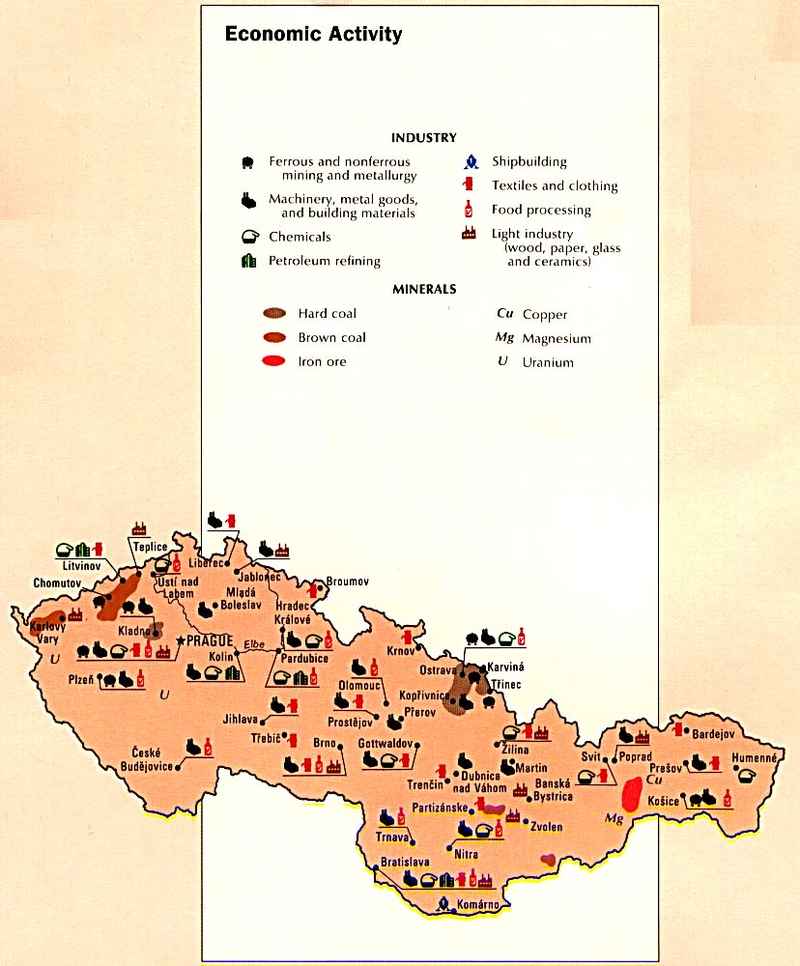 Economic Activity
INDUSTRY
Ferrous and nonferrous
mining and metallurgy
Machinery, metal goods,
and building materials
Chemicals
Petroleum refining
Shipbuilding
Textiles and clothing
Food processing
Light industry
(wood, paper, glass
and ceramics)
MINERALS
Hard coal
Brown coal
Iron ore
Cu Copper
Mg Magnesium
U Uranium
Teplice
Litvínov
Chomutov
Ústí nad
Labem
Liberec
Jablonec
Mladá
Boleslav
Broumov
Hradec
Králové
Karlovy
Vary
Kladno
PRAGUE
Elbe
Kolín
Pardubice
U
Plzeň
U
Krnov
Ostrava
Karviná
Třinec
Kopřivnice
Olomouc
Přerov
Prostějov
Jihlava
Třebíč
Brno
Gottwaldov
České
Budějovice
Žilina
Martin
Dubnica
nad Váhom
Trenčín
Banská
Bystrica
Partizánske
Zvolen
Svit
Poprad
Prešov
Bardejov
Humenné
Cu
Košice
Mg
Trnava
Nitra
Bratislava
Komárno